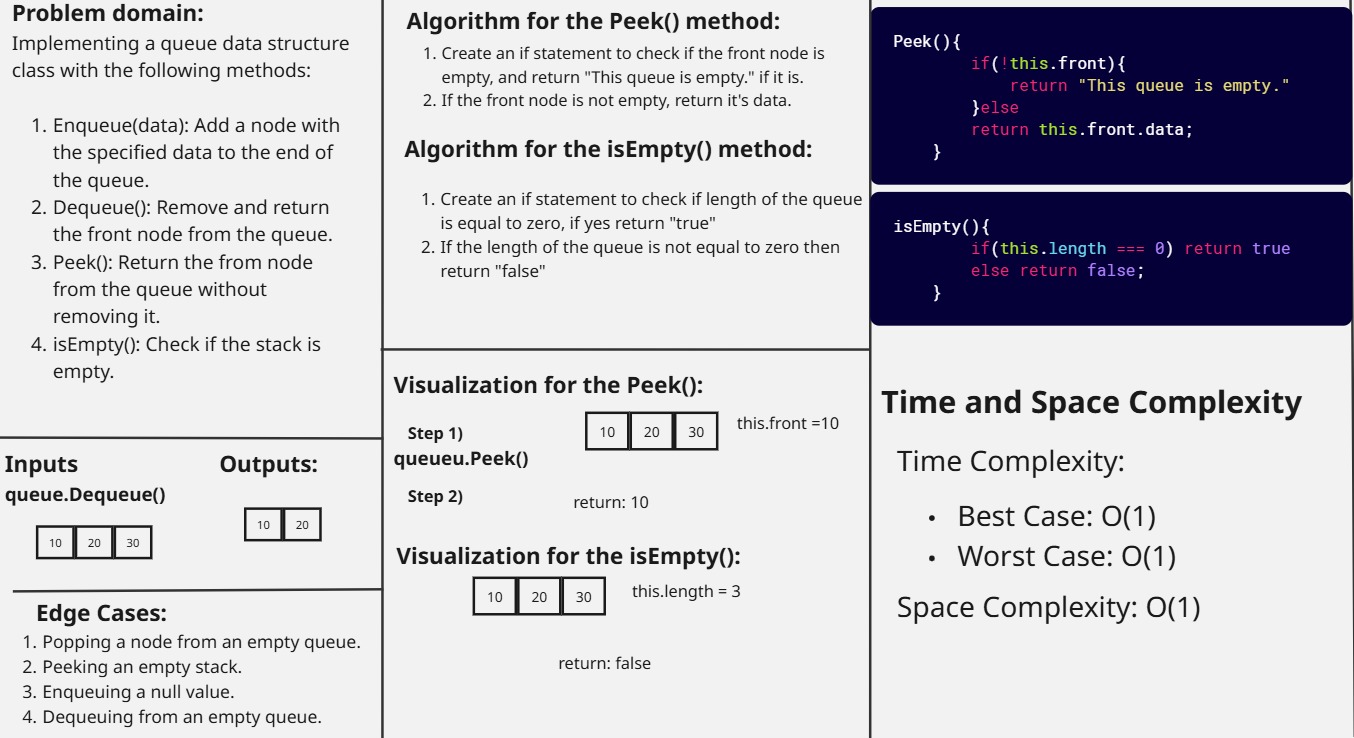 Problem domain:
Implementing a queue data structure
class with the following methods:
1. Enqueue(data): Add a node with
the specified data to the end of
the queue.
2. Dequeue(): Remove and return
the front node from the queue.
3. Peek(): Return the from node
from the queue without
removing it.
4. isEmpty(): Check if the stack is
empty.
Inputs
Outputs:
queue.Dequeue()
10 20 30
10 20
Edge Cases:
1. Popping a node from an empty queue.
2. Peeking an empty stack.
3. Enqueuing a null value.
4. Dequeuing from an empty queue.
Algorithm for the Peek() method:
1. Create an if statement to check if the front node is
empty, and return "This queue is empty." if it is.
2. If the front node is not empty, return it's data.
Algorithm for the isEmpty() method:
1. Create an if statement to check if length of the queue
is equal to zero, if yes return "true"
2. If the length of the queue is not equal to zero then
return "false"
Visualization for the Peek():
Step 1)
10 20 30
this.front =10
queueu.Peek()
Step 2)
return: 10
Visualization for the isEmpty():
10 20 30
this.length = 3
return: false
Peek(){
if(!this.front){
return "This queue is empty."
}else
return this.front.data;
}
isEmpty(){
if(this.length === 0) return true
else return false;
}
Time and Space Complexity
Time Complexity:
• Best Case: O(1)
• Worst Case: O(1)
Space Complexity: O(1)